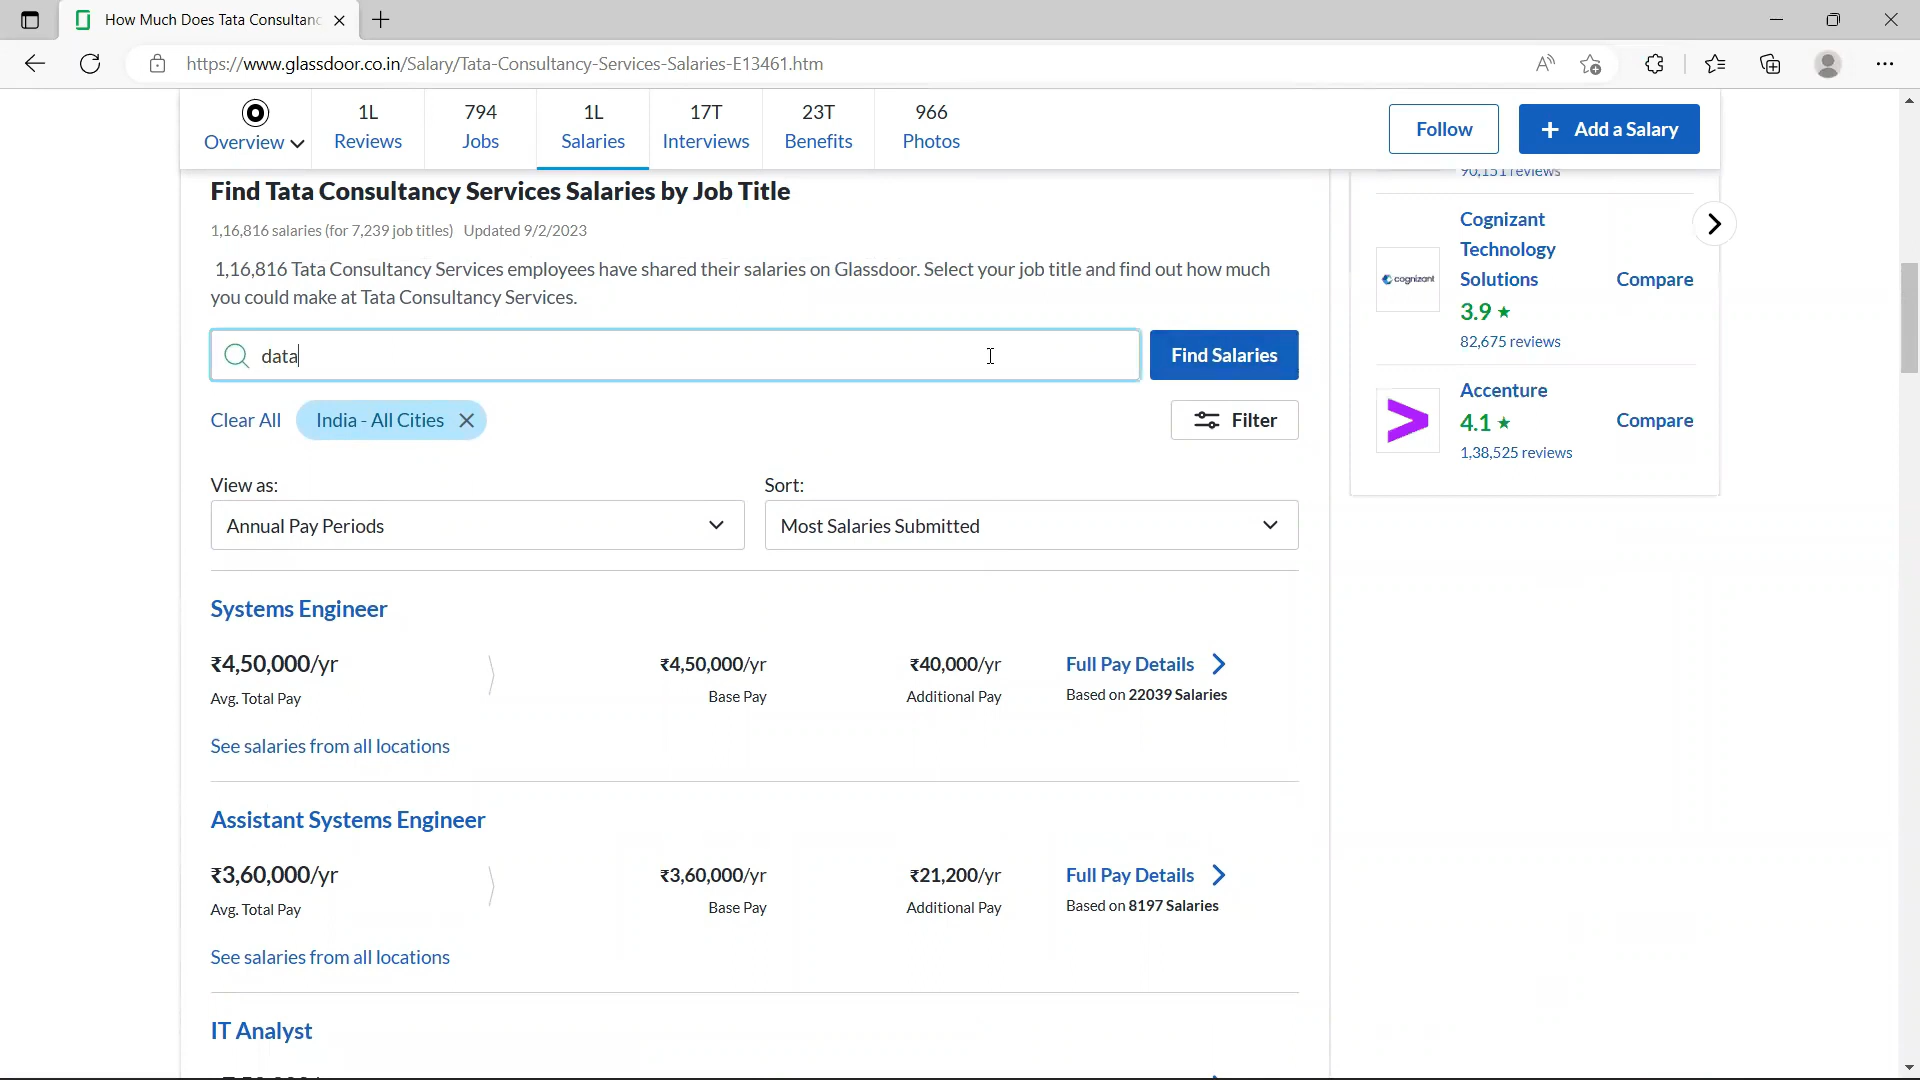 How Much Does Tata Consultanc
https://www.glassdoor.co.in/Salary/Tata-Consultancy-Services-Salaries-E13461.htm
Overview
1L
Reviews
794
Jobs
1L
Salaries
17T
Interviews
23T
Benefits
966
Photos
Follow
+ Add a Salary
Find Tata Consultancy Services Salaries by Job Title
1,16,816 salaries (for 7,239 job titles) Updated 9/2/2023
1,16,816 Tata Consultancy Services employees have shared their salaries on Glassdoor. Select your job title and find out how much
you could make at Tata Consultancy Services.
data
Find Salaries
Clear All
India - All Cities
Filter
View as:
Annual Pay Periods
Sort:
Most Salaries Submitted
Systems Engineer
₹4,50,000/yr
Avg. Total Pay
₹4,50,000/yr
Base Pay
₹40,000/yr
Additional Pay
Full Pay Details
Based on 22039 Salaries
See salaries from all locations
Assistant Systems Engineer
₹3,60,000/yr
Avg. Total Pay
₹3,60,000/yr
Base Pay
₹21,200/yr
Additional Pay
Full Pay Details
Based on 8197 Salaries
See salaries from all locations
IT Analyst
90,151 reviews
cognizant
Cognizant
Technology
Solutions
3.9 ★
82,675 reviews
Compare
Accenture
4.1 ★
1,38,525 reviews
Compare